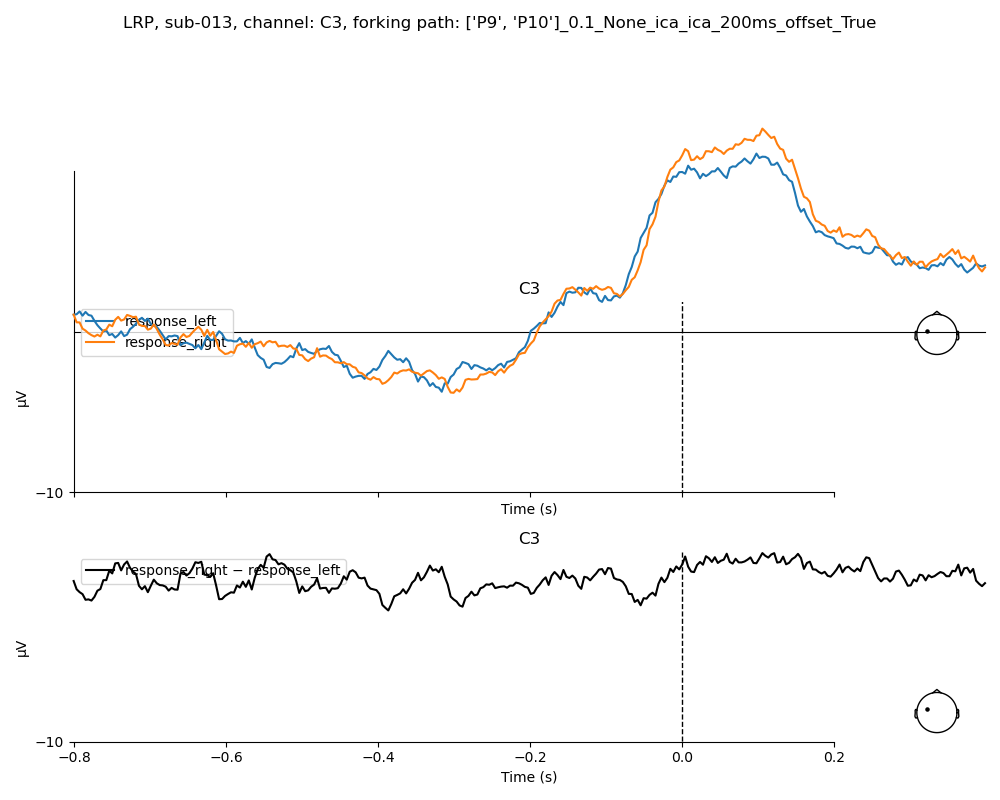 LRP, sub-013, channel: C3, forking path: ['P9', 'P10']_0.1_None_ica_ica_200ms_offset_True
C3
response_left
response_right
µV
−10
Time (s)
C3
response_right − response_left
µV
−10
−0.8
−0.6
−0.4
−0.2
0.0
0.2
Time (s)